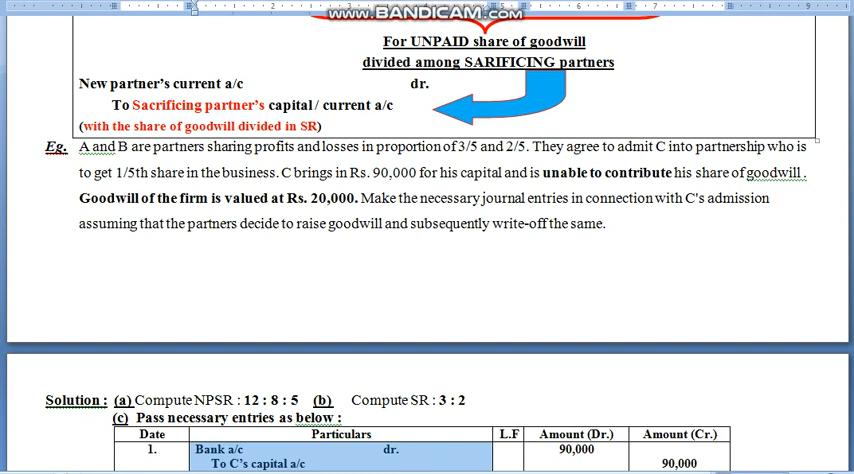 www.BANDICAM.com
For UNPAID share of goodwill
divided among SARIFICING partners
New partner's current a/c dr.
To Sacrificing partner's capital / current a/c
(with the share of goodwill divided in SR)
Eg. A and B are partners sharing profits and losses in proportion of 3/5 and 2/5. They agree to admit C into partnership who is
to get 1/5th share in the business. C brings in Rs. 90,000 for his capital and is unable to contribute his share of goodwill .
Goodwill of the firm is valued at Rs. 20,000. Make the necessary journal entries in connection with C's admission
assuming that the partners decide to raise goodwill and subsequently write-off the same.
Solution : (a) Compute NPSR : 12 : 8 : 5 (b) Compute SR : 3 : 2
(c) Pass necessary entries as below :
Date Particulars L.F Amount (Dr.) Amount (Cr.)
1. Bank a/c dr. 90,000
To C's capital a/c 90,000